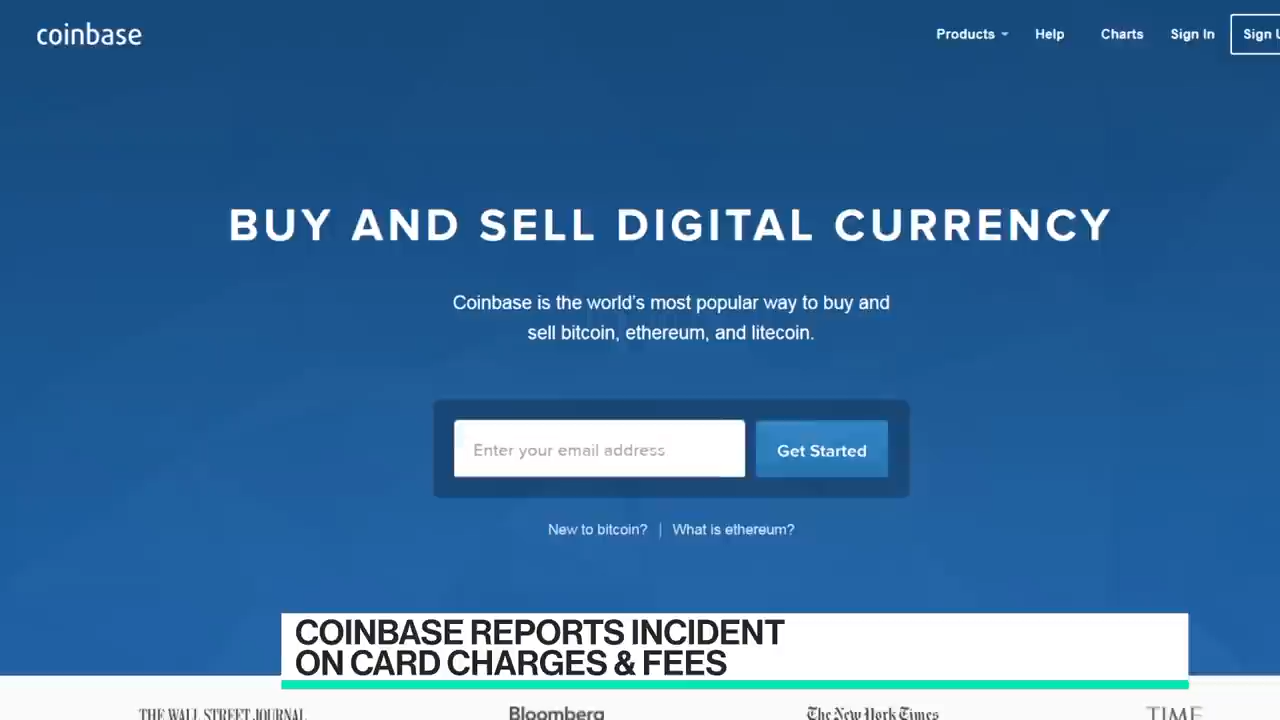 coinbase
Products
Help
Charts
Sign In
Sign U
BUY AND SELL DIGITAL CURRENCY
Coinbase is the world's most popular way to buy and
sell bitcoin, ethereum, and litecoin.
Enter your email address
Get Started
New to bitcoin? | What is ethereum?
COINBASE REPORTS INCIDENT
ON CARD CHARGES & FEES
THE WALL STREET JOURNAL
Bloomberg
The New York Times
TIME